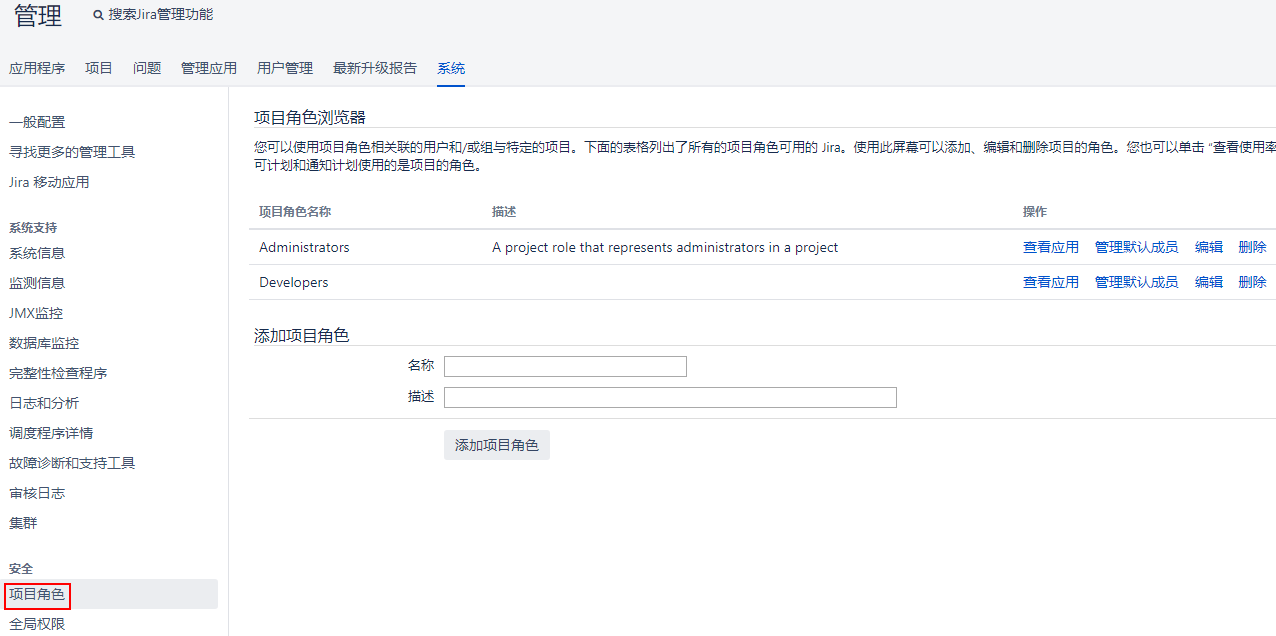 管理 搜索Jira管理功能
应用程序 项目 问题 管理应用 用户管理 最新升级报告 系统
一般配置
寻找更多的管理工具
Jira 移动应用
系统支持
系统信息
监测信息
JMX监控
数据库监控
完整性检查程序
日志和分析
调度程序详情
故障诊断和支持工具
审核日志
集群
安全
项目角色
全局权限
项目角色浏览器
您可以使用项目角色相关联的用户和/或组与特定的项目。下面的表格列出了所有的项目角色可用的 Jira。使用此屏幕可以添加、编辑和删除项目的角色。您也可以单击 “查看使用率
可计划和通知计划使用的是项目的角色。
项目角色名称 描述 操作
Administrators A project role that represents administrators in a project 查看应用 管理默认成员 编辑 删除
Developers 查看应用 管理默认成员 编辑 删除
添加项目角色
名称
描述
添加项目角色